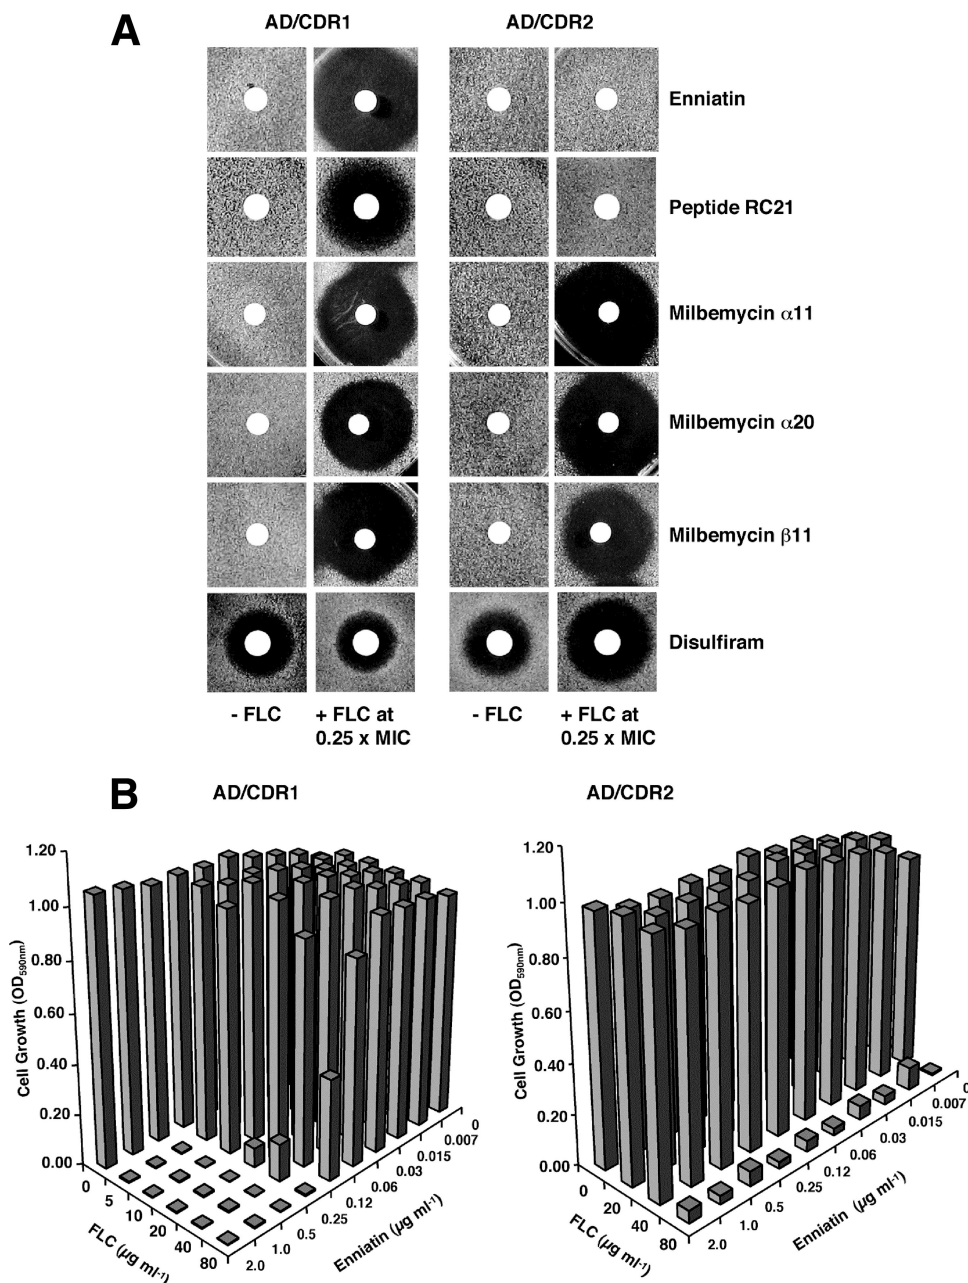 A
AD/CDR1 AD/CDR2
Enniatin
Peptide RC21
Milbemycin α11
Milbemycin α20
Milbemycin β11
Disulfiram
- FLC + FLC at 0.25 x MIC - FLC + FLC at 0.25 x MIC
B
AD/CDR1 AD/CDR2
Cell Growth (OD590nm)
1.20
1.00
0.80
0.60
0.40
0.20
0.00
0 5 10 20 40 80
FLC (µg ml-1)
2.0 1.0 0.5 0.25 0.12 0.06 0.03 0.015 0.007 0
Enniatin (µg ml-1)
Cell Growth (OD590nm)
1.20
1.00
0.80
0.60
0.40
0.20
0.00
0 20 40 80
FLC (µg ml-1)
2.0 1.0 0.5 0.25 0.12 0.06 0.03 0.015 0.007 0
Enniatin (µg ml-1)